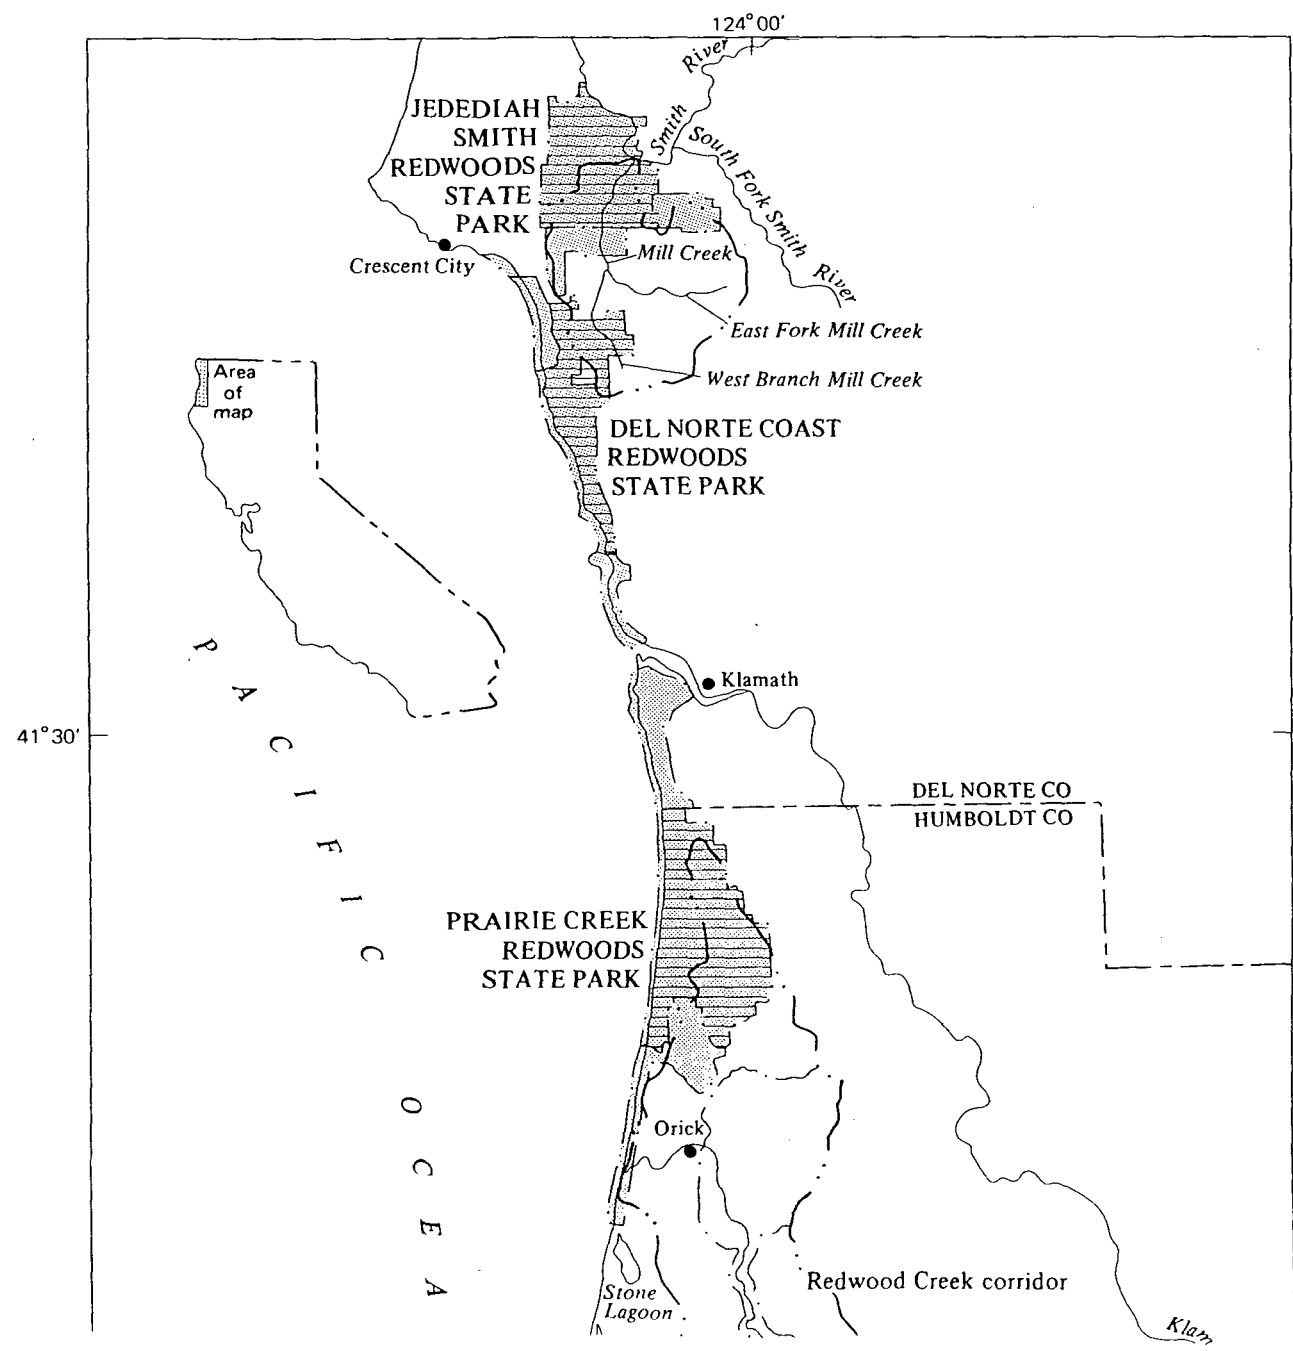 124°00'
River
Smith
South Fork Smith River
JEDEDIAH
SMITH
REDWOODS
STATE
PARK
Mill Creek
Crescent City
East Fork Mill Creek
West Branch Mill Creek
Area
of
map
DEL NORTE COAST
REDWOODS
STATE PARK
Klamath
41°30'
PACIFIC OCEA
DEL NORTE CO
HUMBOLDT CO
PRAIRIE CREEK
REDWOODS
STATE PARK
Orick
Redwood Creek corridor
Stone
Lagoon
Klam